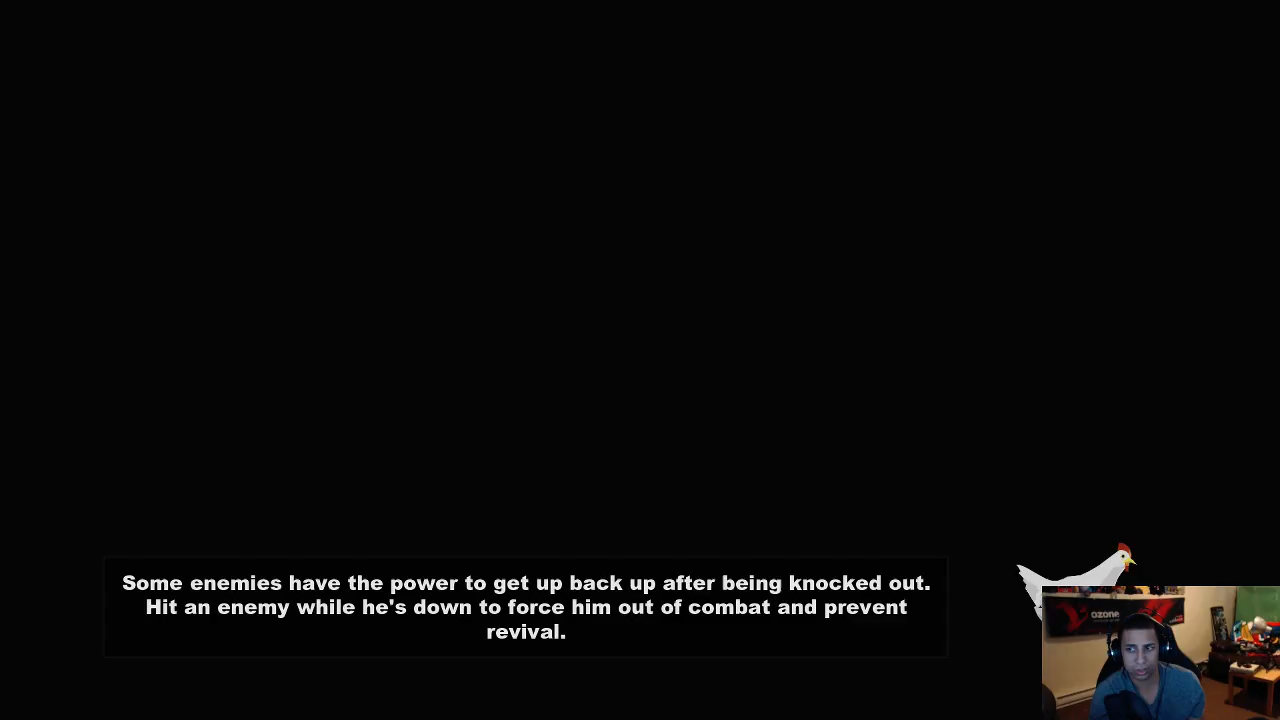 Some enemies have the power to get up back up after being knocked out.
Hit an enemy while he's down to force him out of combat and prevent
revival.
ozone